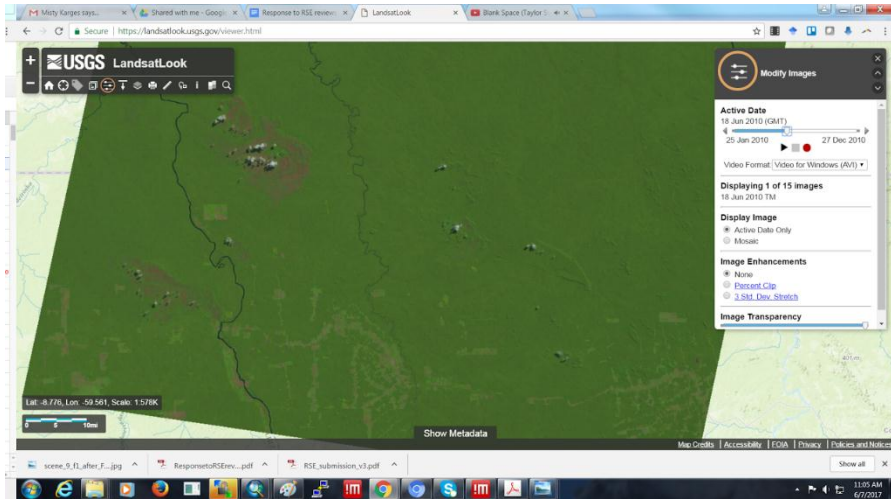 Misty Karges says...
Shared with me - Google
Response to RSE reviews
LandsatLook
Blank Space (Taylor S
Secure | https://landsatlook.usgs.gov/viewer.html
USGS LandsatLook
Modify Images
Active Date
18 Jun 2010 (GMT)
25 Jan 2010 27 Dec 2010
Video Format: Video for Windows (AVI)
Displaying 1 of 15 images
18 Jun 2010 TM
Display Image
Active Date Only
Mosaic
Image Enhancements
None
Percent Clip
3 Std. Dev. Stretch
Image Transparency
Lat: -8.776, Lon: -59.561, Scale: 1:578K
0 5 10mi
Show Metadata
Map Credits | Accessibility | FOIA | Privacy | Policies and Notices
scene_9_f1_after_F....jpg
ResponsetoRSErev....pdf
RSE_submission_v3.pdf
Show all
11:05 AM
6/7/2017